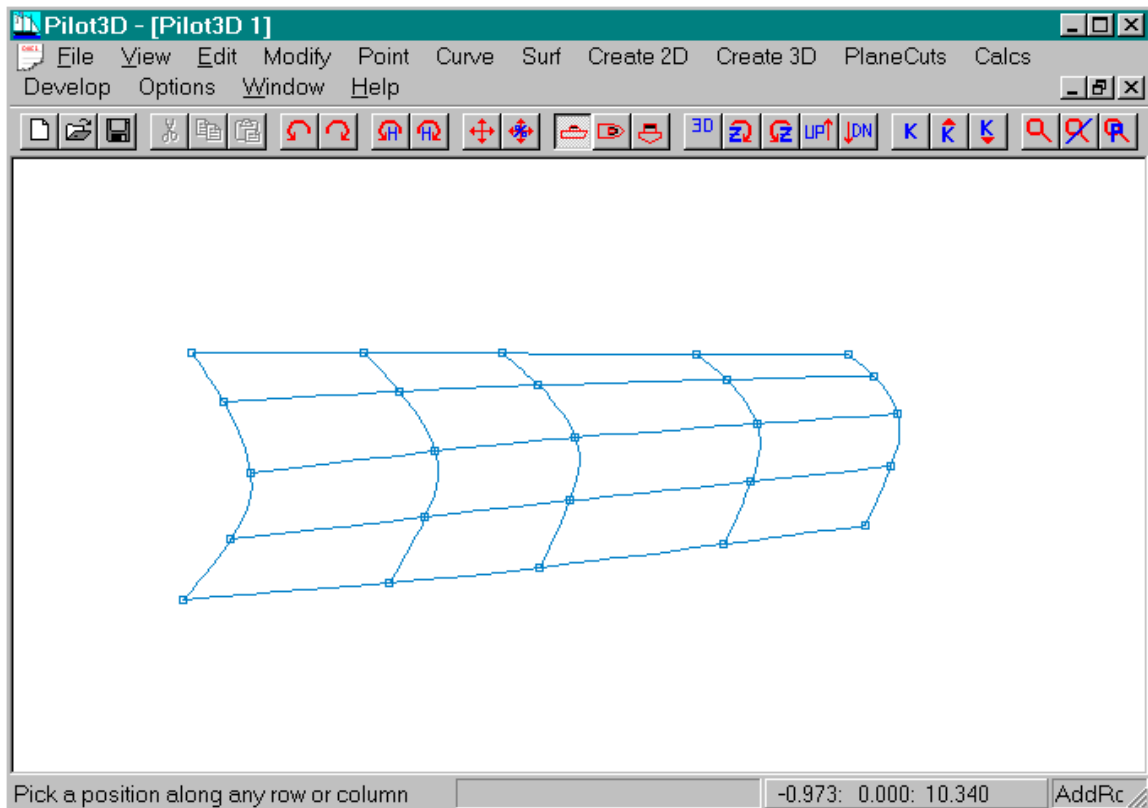 Pilot3D - [Pilot3D 1]
File View Edit Modify Point Curve Surf Create 2D Create 3D PlaneCuts Calcs
Develop Options Window Help
H H % 3D Z Z UP DN K K K P
Pick a position along any row or column -0.973: 0.000: 10.340 AddRc